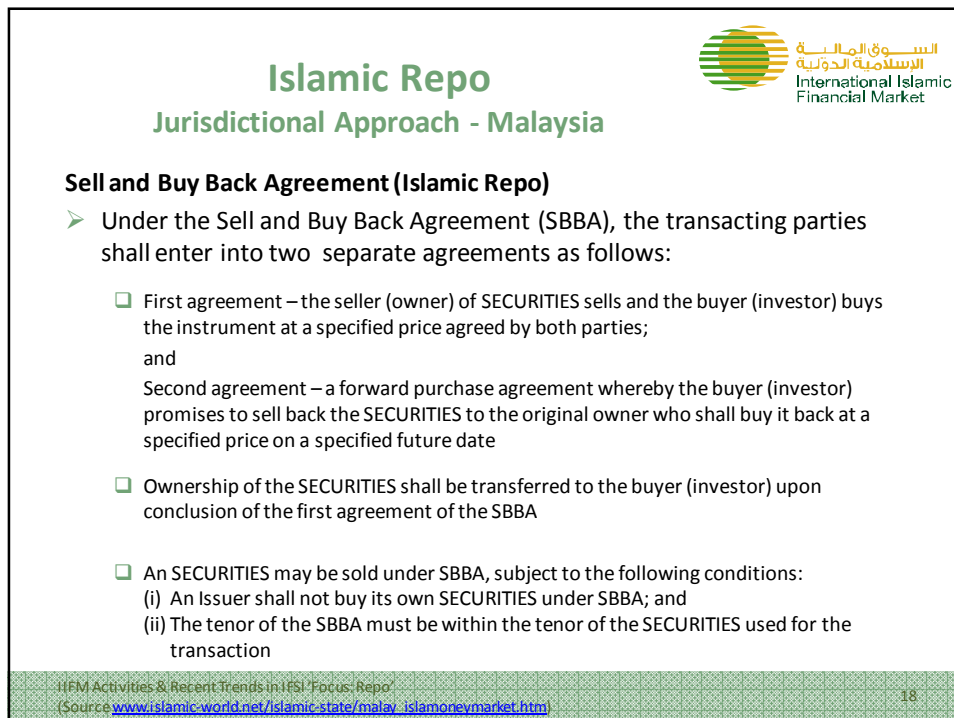 السوق المالية
الإسلامية الدولية
International Islamic
Financial Market
Islamic Repo
Jurisdictional Approach - Malaysia
Sell and Buy Back Agreement (Islamic Repo)
Under the Sell and Buy Back Agreement (SBBA), the transacting parties
shall enter into two separate agreements as follows:
First agreement – the seller (owner) of SECURITIES sells and the buyer (investor) buys
the instrument at a specified price agreed by both parties;
and
Second agreement – a forward purchase agreement whereby the buyer (investor)
promises to sell back the SECURITIES to the original owner who shall buy it back at a
specified price on a specified future date
Ownership of the SECURITIES shall be transferred to the buyer (investor) upon
conclusion of the first agreement of the SBBA
An SECURITIES may be sold under SBBA, subject to the following conditions:
(i) An Issuer shall not buy its own SECURITIES under SBBA; and
(ii) The tenor of the SBBA must be within the tenor of the SECURITIES used for the
transaction
IIFM Activities & Recent Trends in IFSI 'Focus: Repo'
(Source www.islamic-world.net/islamic-state/malay_islamoneymarket.htm)
18